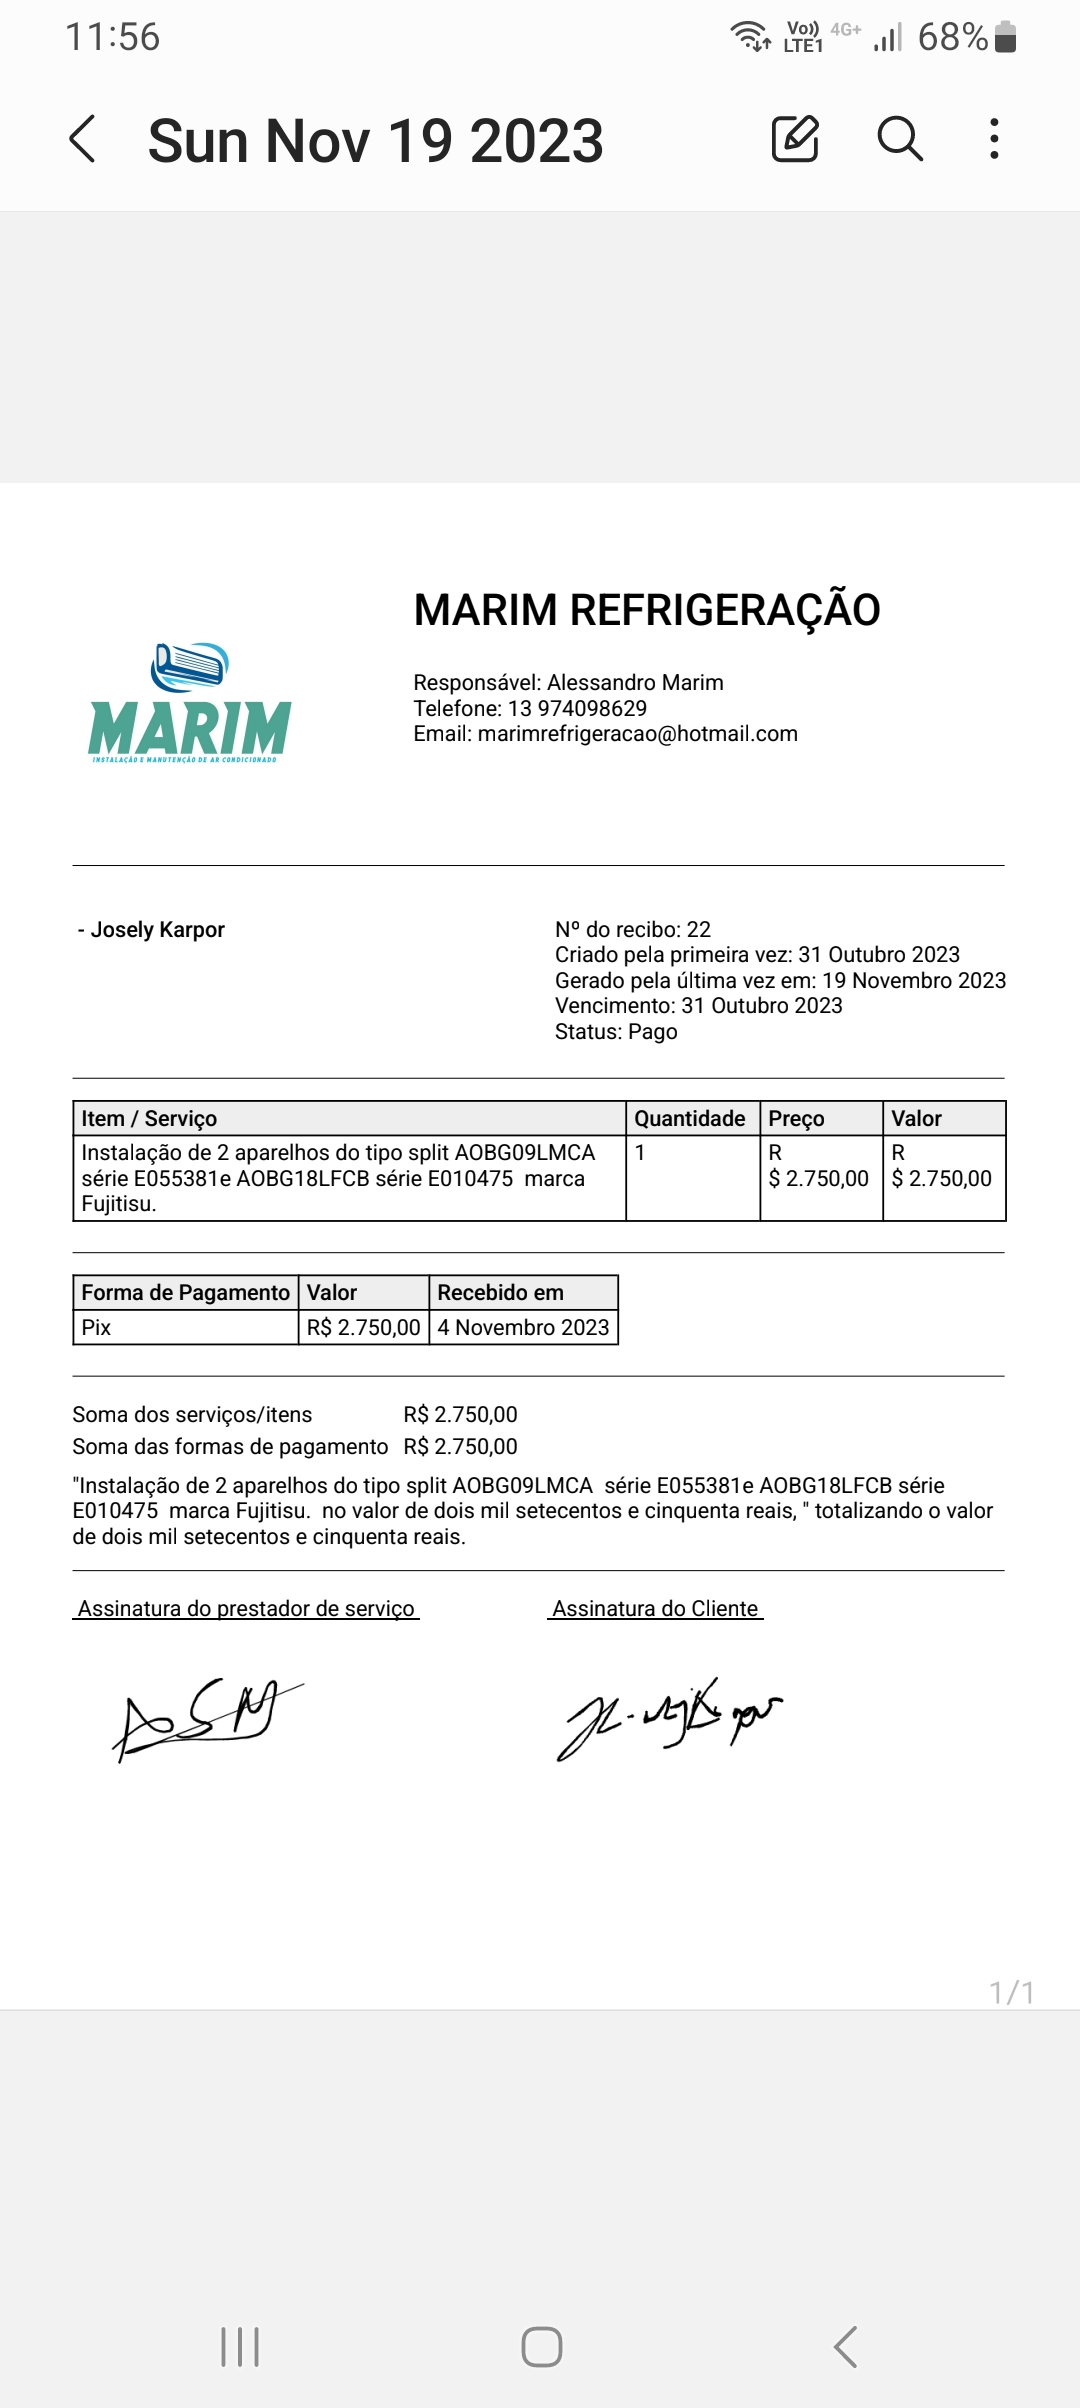 11:56
Vo)) LTE1 4G+ 68%
Sun Nov 19 2023
MARIM REFRIGERAÇÃO
Responsável: Alessandro Marim
Telefone: 13 974098629
Email: marimrefrigeracao@hotmail.com
MARIM
INSTALAÇÃO E MANUTENÇÃO DE AR CONDICIONADO
- Josely Karpor
Nº do recibo: 22
Criado pela primeira vez: 31 Outubro 2023
Gerado pela última vez em: 19 Novembro 2023
Vencimento: 31 Outubro 2023
Status: Pago
Item / Serviço Quantidade Preço Valor
Instalação de 2 aparelhos do tipo split AOBG09LMCA 1 R R
série E055381e AOBG18LFCB série E010475  marca $ 2.750,00 $ 2.750,00
Fujitisu.
Forma de Pagamento Valor Recebido em
Pix R$ 2.750,00 4 Novembro 2023
Soma dos serviços/itens R$ 2.750,00
Soma das formas de pagamento R$ 2.750,00
"Instalação de 2 aparelhos do tipo split AOBG09LMCA  série E055381e AOBG18LFCB série
E010475  marca Fujitisu.  no valor de dois mil setecentos e cinquenta reais, " totalizando o valor
de dois mil setecentos e cinquenta reais.
Assinatura do prestador de serviço Assinatura do Cliente
1/1